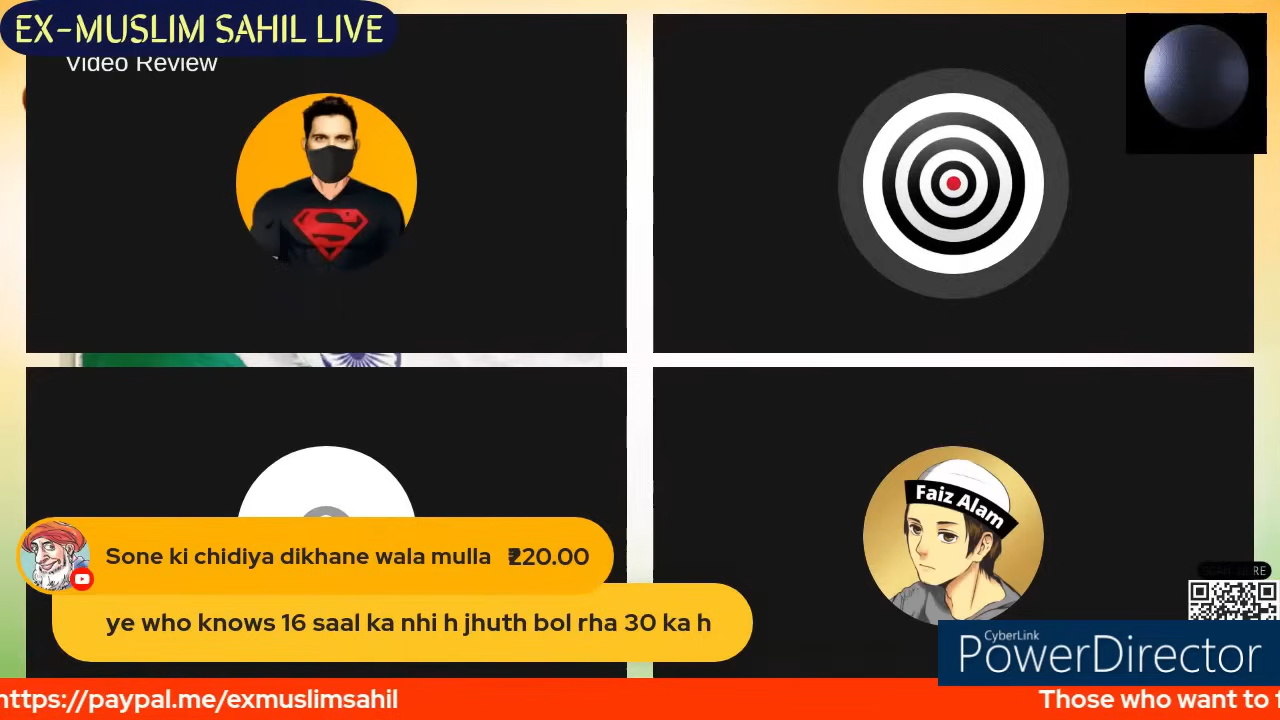 EX-MUSLIM SAHIL LIVE
Video Review
Faiz Alam
Sone ki chidiya dikhane wala mulla ₹220.00
ye who knows 16 saal ka nhi h jhuth bol rha 30 ka h
CyberLink
PowerDirector
https://paypal.me/exmuslimsahil
Those who want to